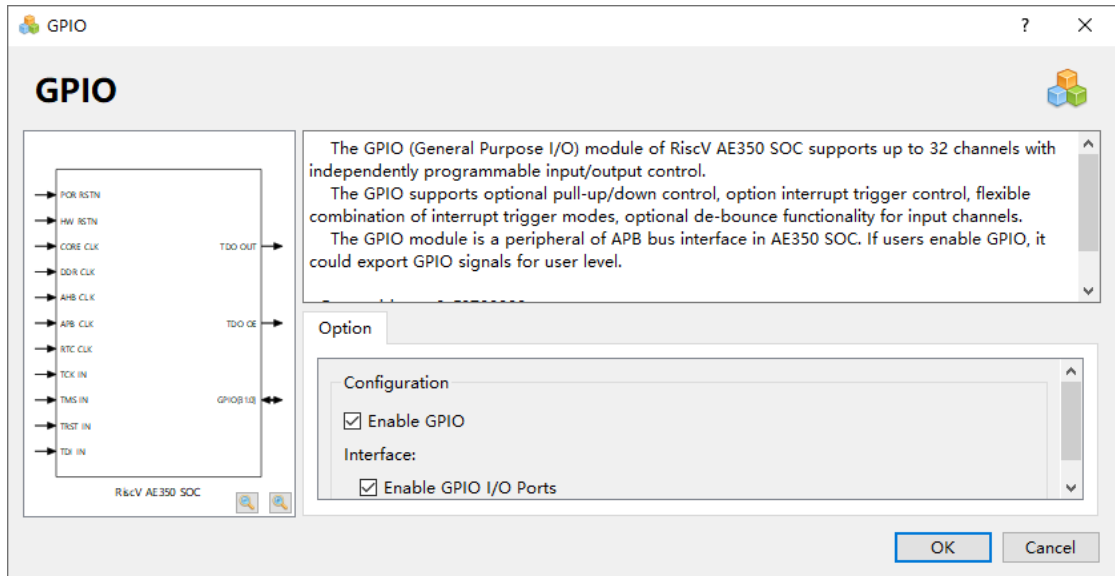 GPIO
GPIO
The GPIO (General Purpose I/O) module of RiscV AE350 SOC supports up to 32 channels with
independently programmable input/output control.
The GPIO supports optional pull-up/down control, option interrupt trigger control, flexible
combination of interrupt trigger modes, optional de-bounce functionality for input channels.
The GPIO module is a peripheral of APB bus interface in AE350 SOC. If users enable GPIO, it
could export GPIO signals for user level.
POR RSTN
HW RSTN
CORE CLK
TDO OUT
DDR CLK
AHB CLK
APB CLK
TDO OE
RTC CLK
TCK IN
TMS IN
GPIO[31:0]
TRST IN
TDI IN
RiscV AE350 SOC
Option
Configuration
Enable GPIO
Interface:
Enable GPIO I/O Ports
OK
Cancel